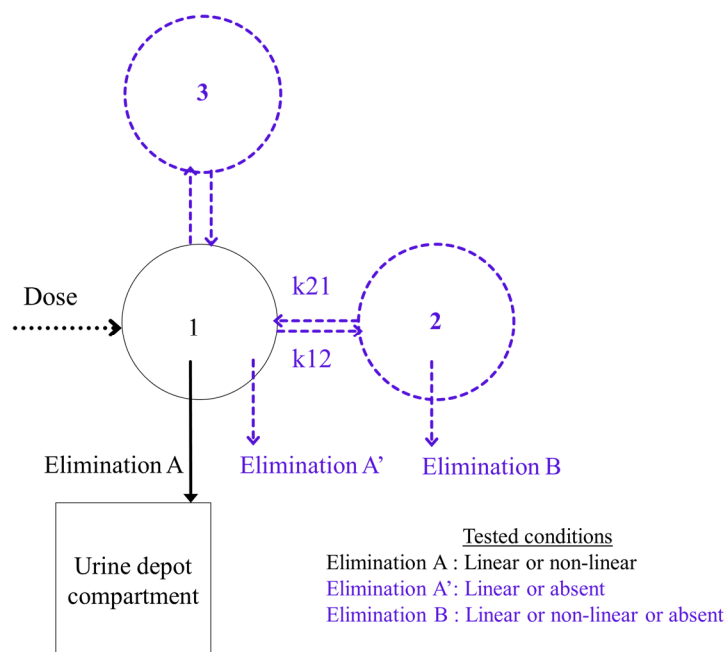 3
Dose
1
k21
k12
2
Elimination A
Elimination A’
Elimination B
Urine depot
compartment
Tested conditions
Elimination A : Linear or non-linear
Elimination A’: Linear or absent
Elimination B : Linear or non-linear or absent